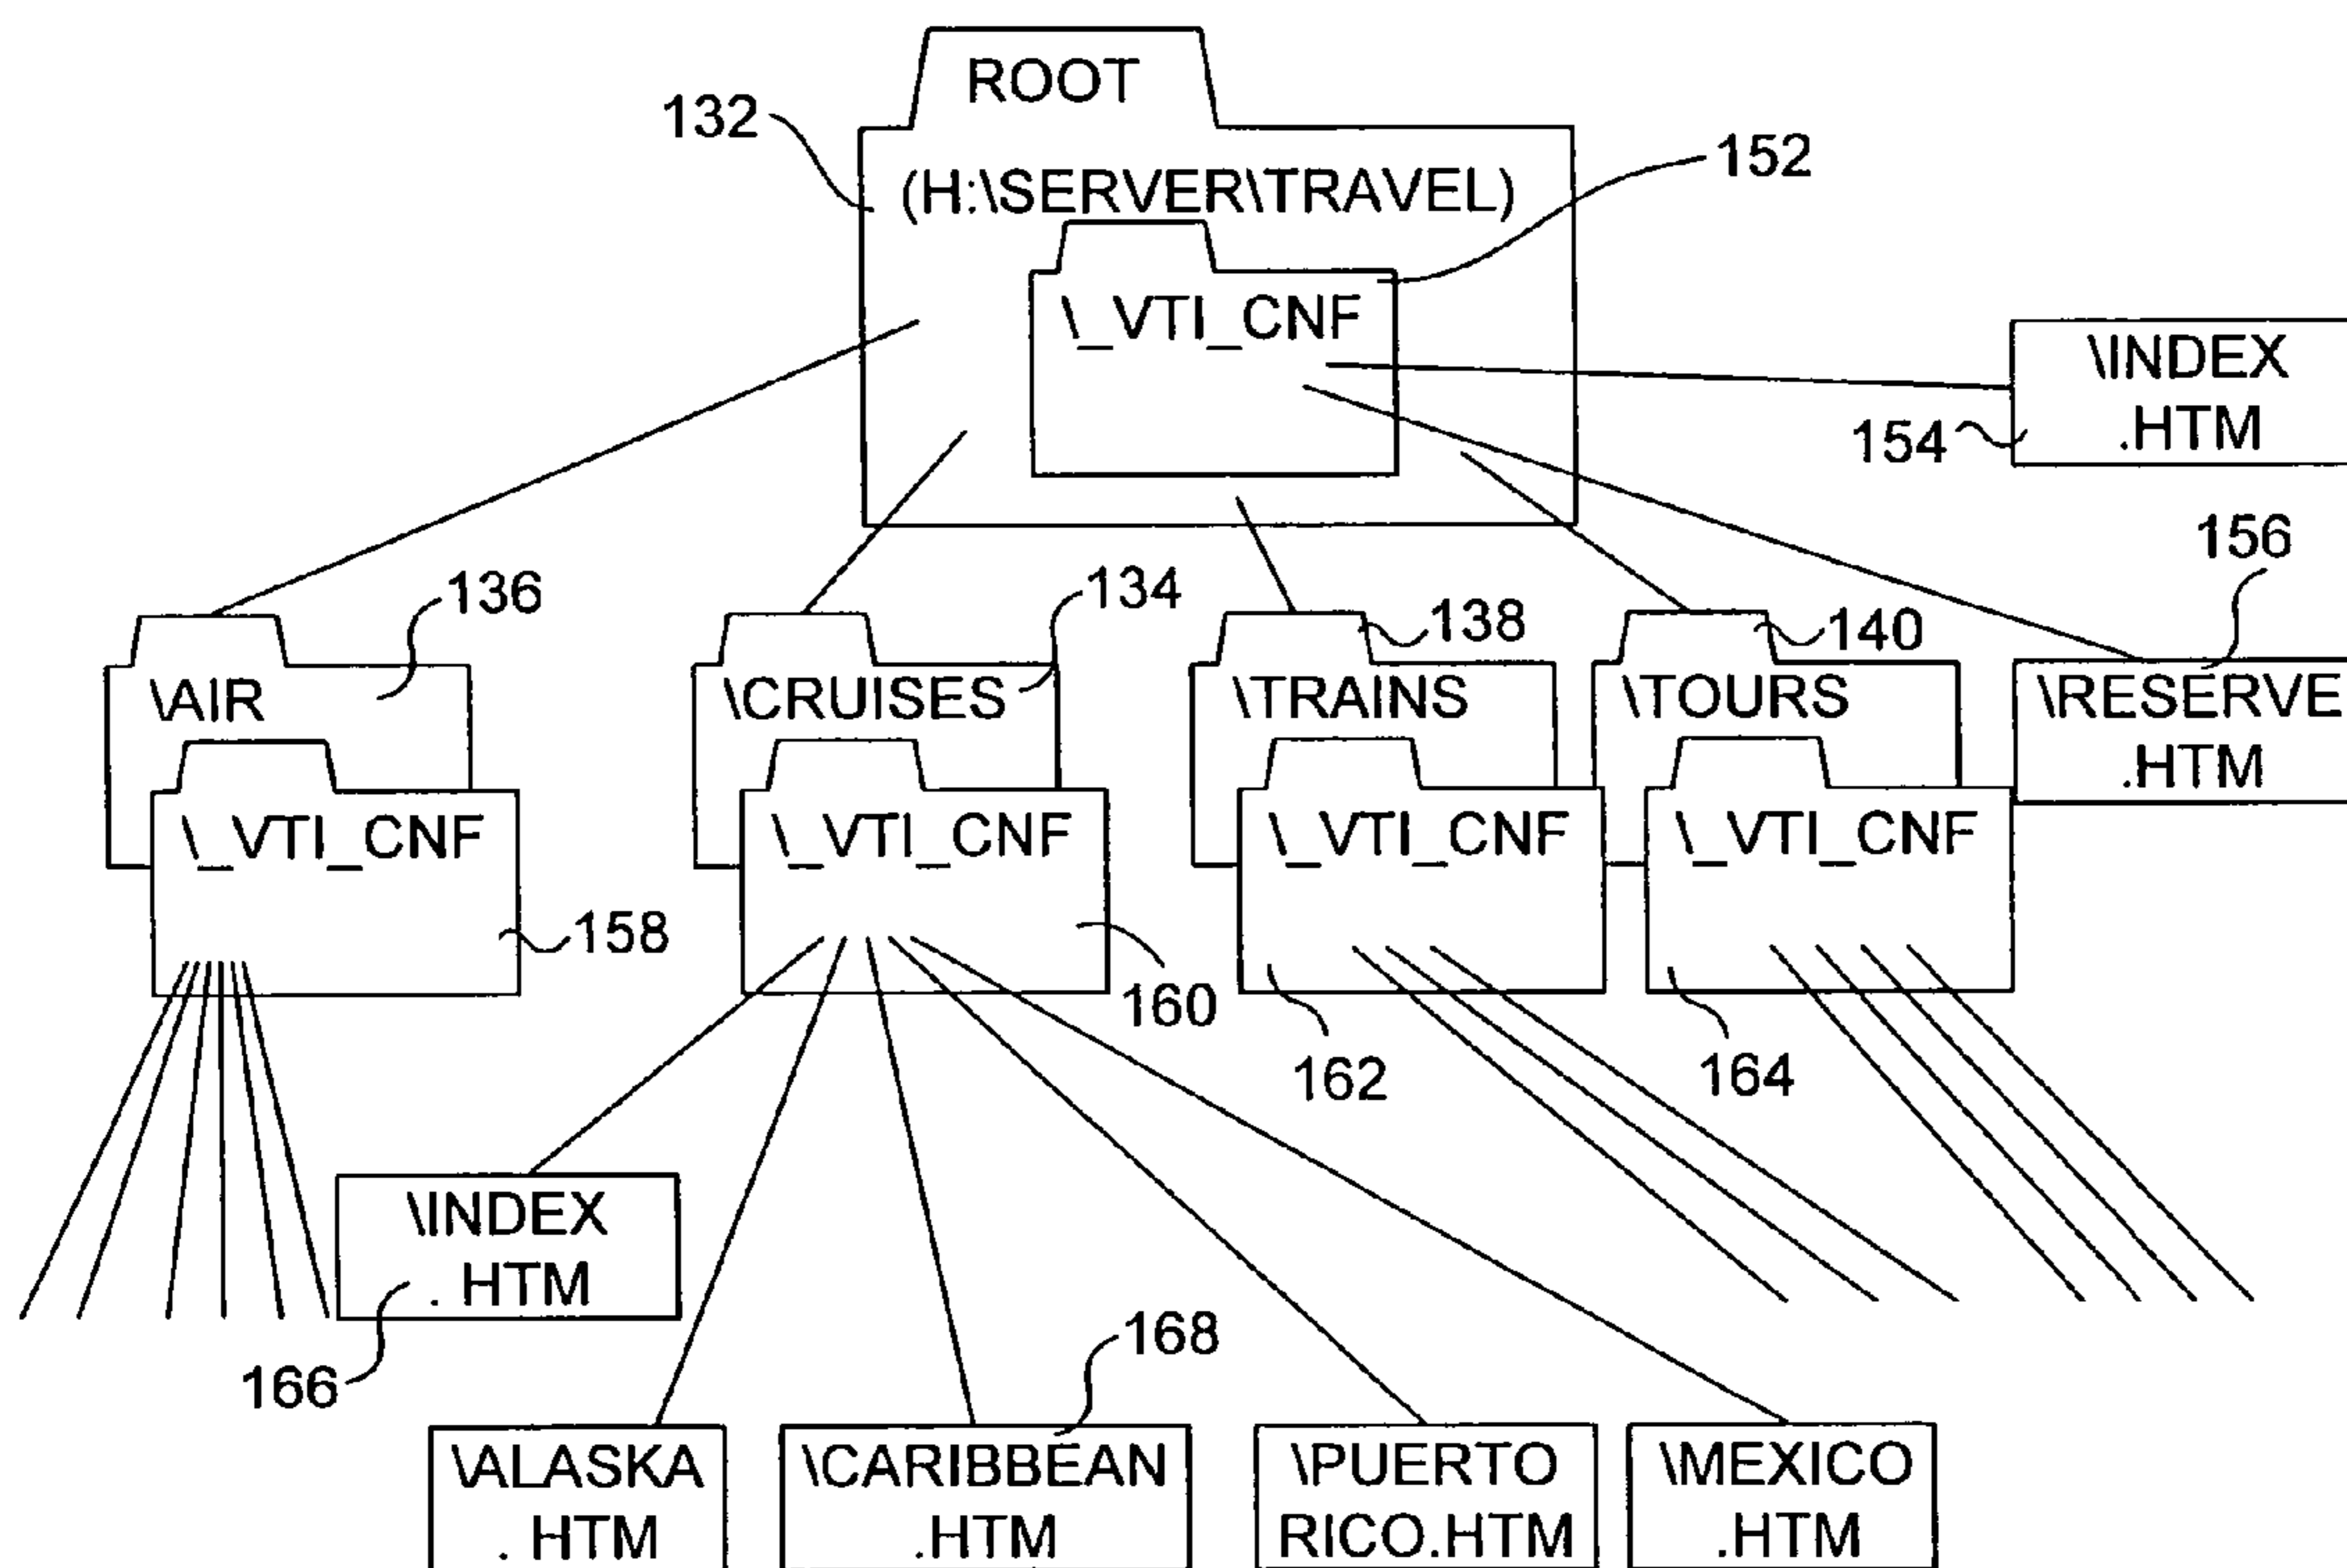 ROOT
132
(H:\SERVER\TRAVEL)
152
\_VTI_CNF
\INDEX
.HTM
154
156
136
134
138
140
\AIR
\CRUISES
\TRAINS
\TOURS
\RESERVE
.HTM
\_VTI_CNF
\_VTI_CNF
\_VTI_CNF
\_VTI_CNF
158
160
162
164
\INDEX
. HTM
166
168
\ALASKA
. HTM
\CARIBBEAN
.HTM
\PUERTO
RICO.HTM
\MEXICO
.HTM